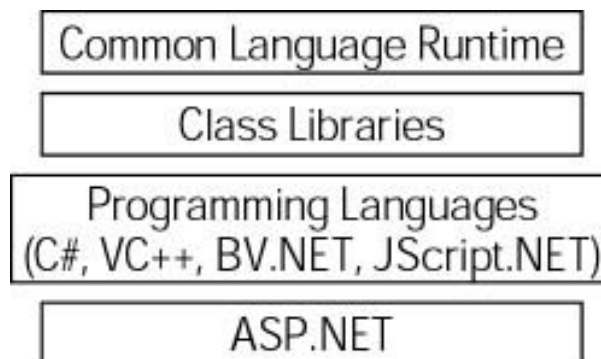 Common Language Runtime
Class Libraries
Programming Languages
(C#, VC++, BV.NET, JScript.NET)
ASP.NET